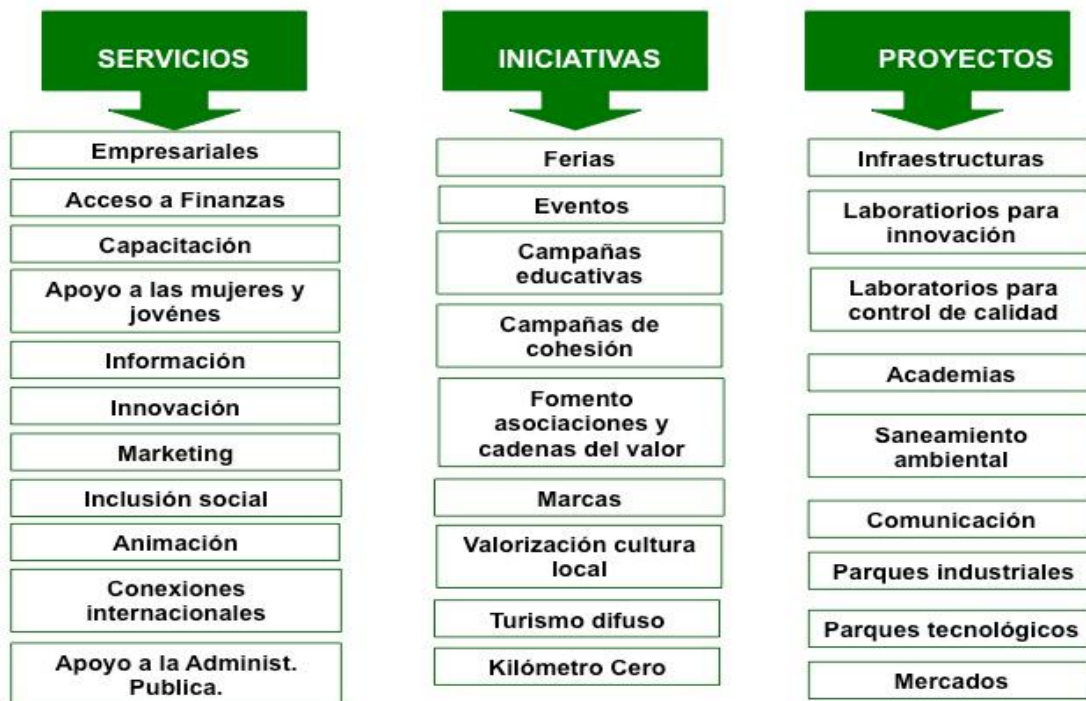 SERVICIOS
Empresariales
Acceso a Finanzas
Capacitación
Apoyo a las mujeres y
jovénes
Información
Innovación
Marketing
Inclusión social
Animación
Conexiones
internacionales
Apoyo a la Administ.
Publica.
INICIATIVAS
Ferias
Eventos
Campañas
educativas
Campañas de
cohesión
Fomento
asociaciones y
cadenas del valor
Marcas
Valorización cultura
local
Turismo difuso
Kilómetro Cero
PROYECTOS
Infraestructuras
Laboratiorios para
innovación
Laboratorios para
control de calidad
Academias
Saneamiento
ambiental
Comunicación
Parques industriales
Parques tecnológicos
Mercados